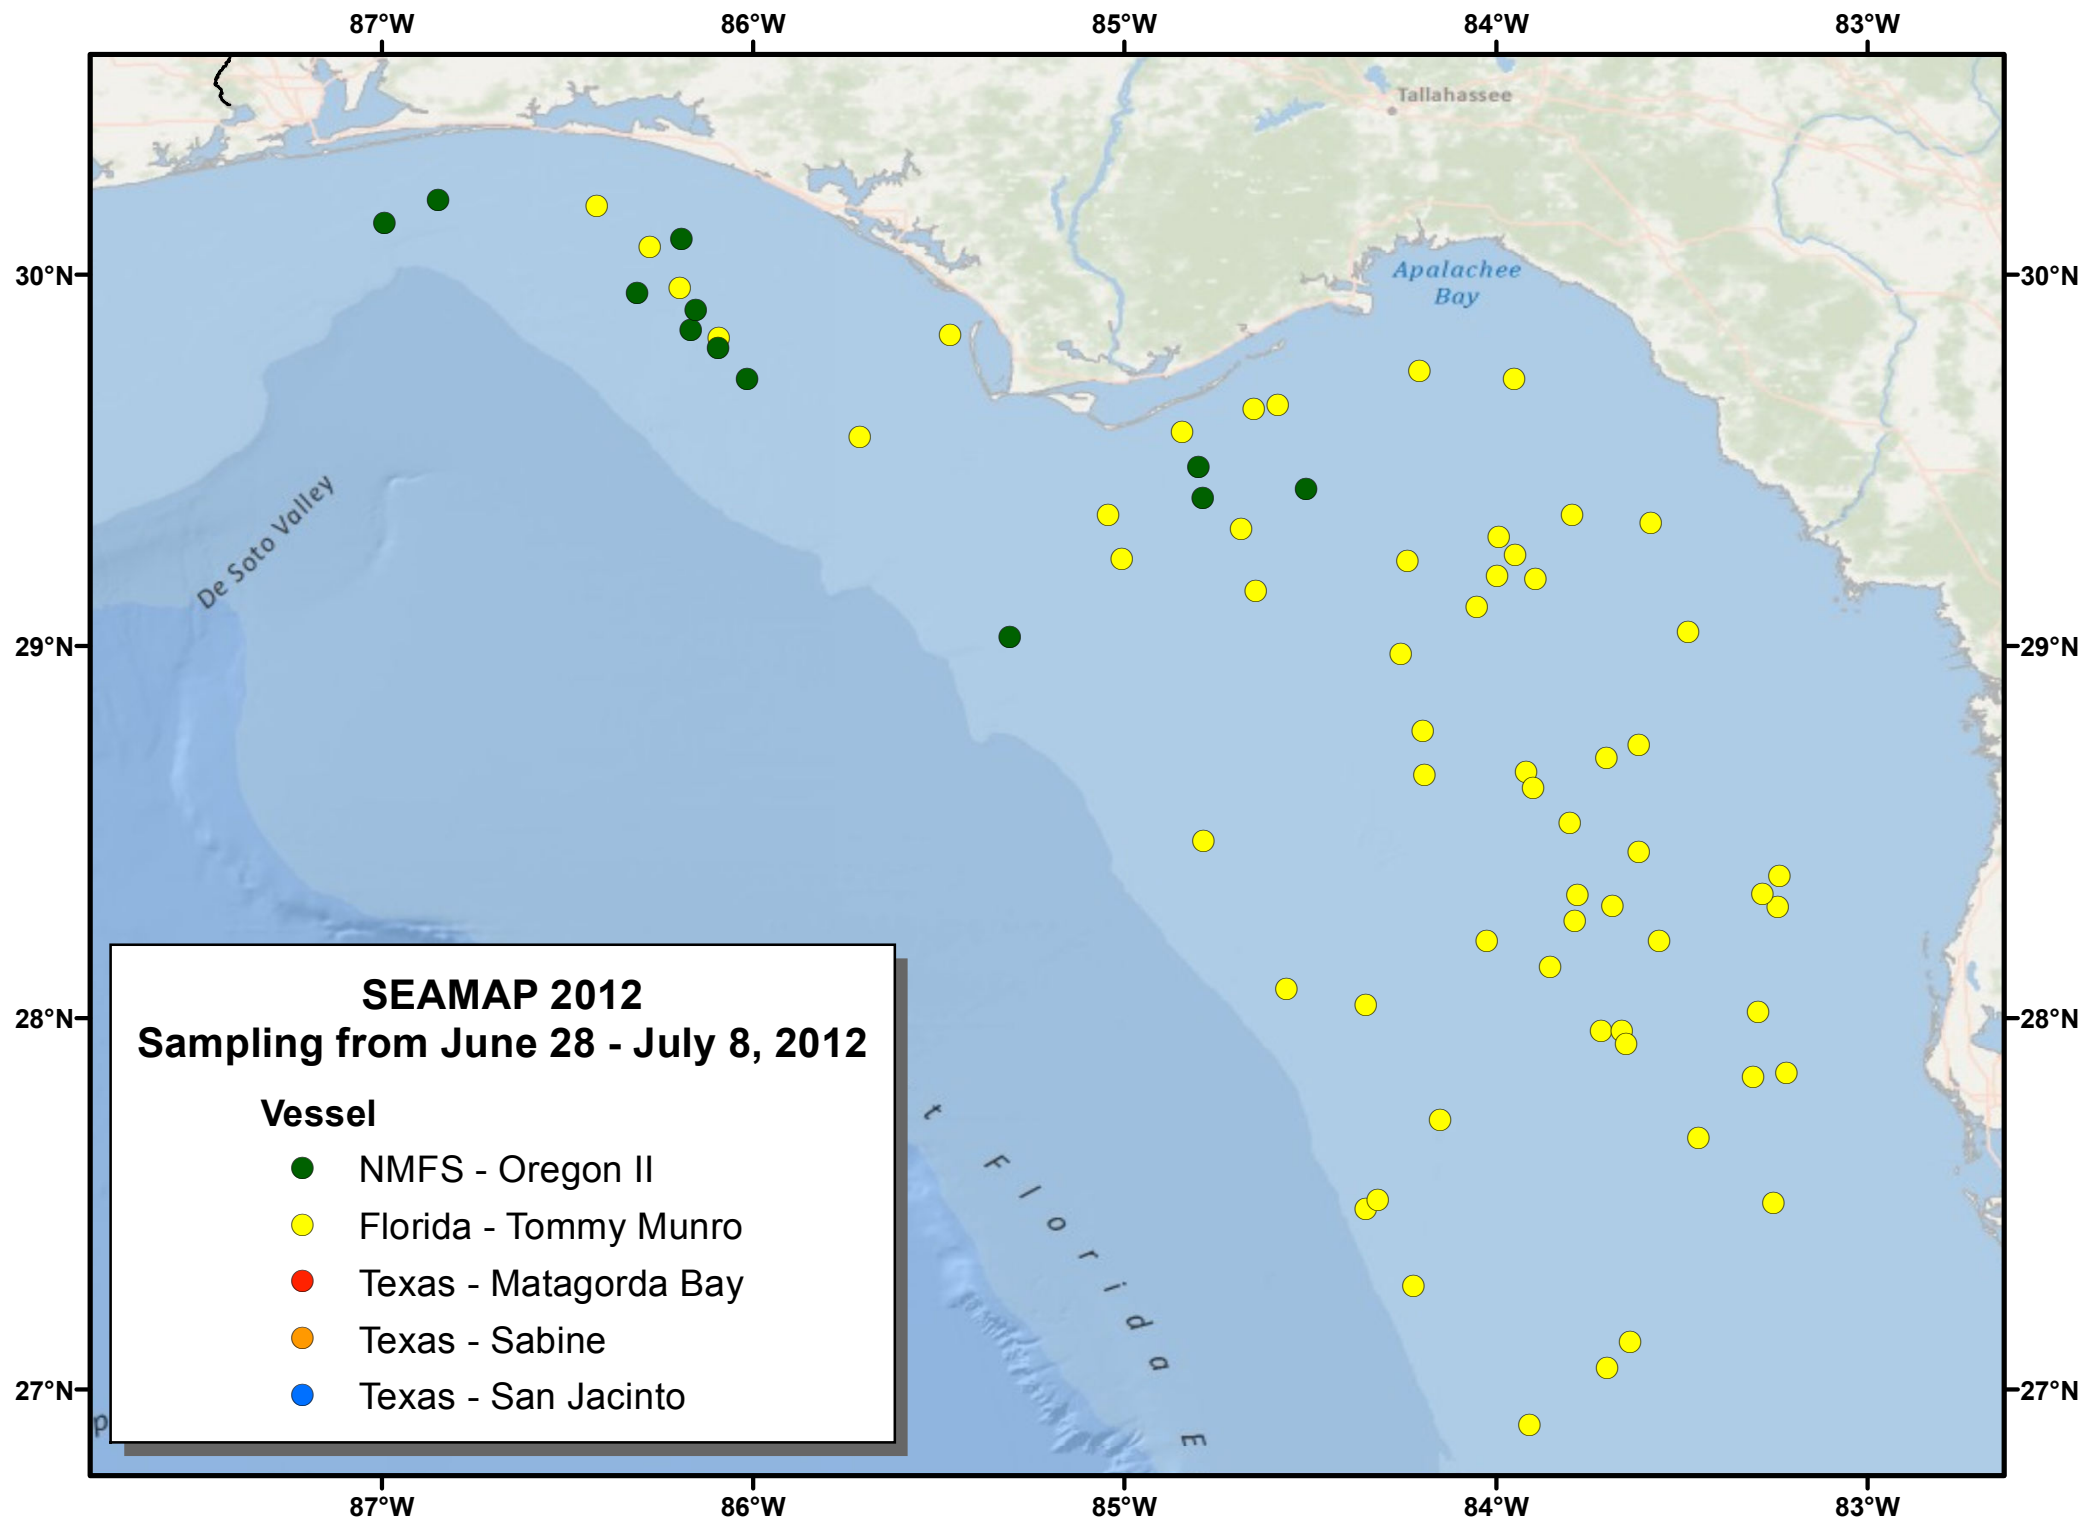 87°W 86°W 85°W 84°W 83°W
Tallahassee
Apalachee
Bay
30°N 30°N
De Soto Valley
29°N 29°N
28°N 28°N
SEAMAP 2012
Sampling from June 28 - July 8, 2012
Vessel
NMFS - Oregon II
Florida - Tommy Munro
Texas - Matagorda Bay
Texas - Sabine
Texas - San Jacinto
t Florida E
p
27°N 27°N
87°W 86°W 85°W 84°W 83°W